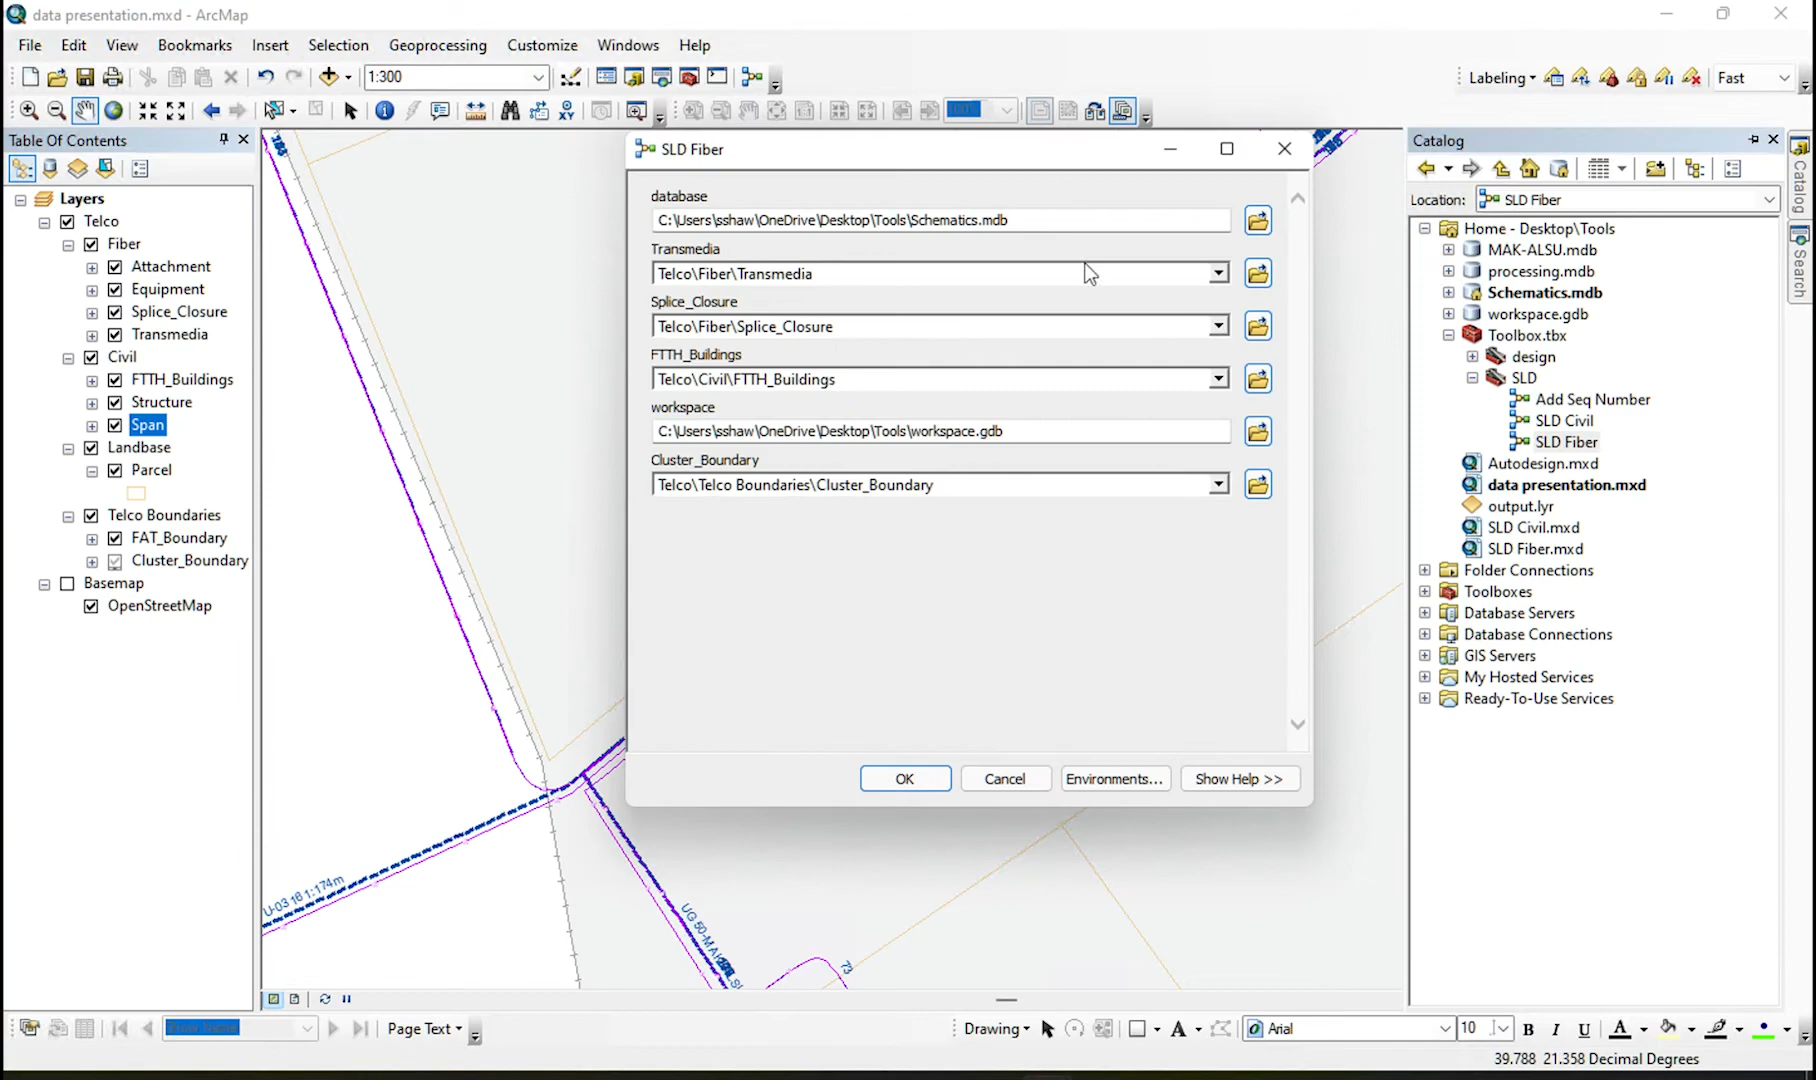 data presentation.mxd - ArcMap
File Edit View Bookmarks Insert Selection Geoprocessing Customize Windows Help
1:300
Labeling
Fast
Table Of Contents
Layers
Telco
Fiber
Attachment
Equipment
Splice_Closure
Transmedia
Civil
FTTH_Buildings
Structure
Span
Landbase
Parcel
Telco Boundaries
FAT_Boundary
Cluster_Boundary
Basemap
OpenStreetMap
SLD Fiber
database
C:\Users\sshaw\OneDrive\Desktop\Tools\Schematics.mdb
Transmedia
Telco\Fiber\Transmedia
Splice_Closure
Telco\Fiber\Splice_Closure
FTTH_Buildings
Telco\Civil\FTTH_Buildings
workspace
C:\Users\sshaw\OneDrive\Desktop\Tools\workspace.gdb
Cluster_Boundary
Telco\Telco Boundaries\Cluster_Boundary
OK Cancel Environments... Show Help >>
U-03 16 1:174m
73
Catalog
Location: SLD Fiber
Home - Desktop\Tools
MAK-ALSU.mdb
processing.mdb
Schematics.mdb
workspace.gdb
Toolbox.tbx
design
SLD
Add Seq Number
SLD Civil
SLD Fiber
Autodesign.mxd
data presentation.mxd
output.lyr
SLD Civil.mxd
SLD Fiber.mxd
Folder Connections
Toolboxes
Database Servers
Database Connections
GIS Servers
My Hosted Services
Ready-To-Use Services
Catalog
Search
Page Text
Drawing
A
Arial
10
B I U A
39.788 21.358 Decimal Degrees